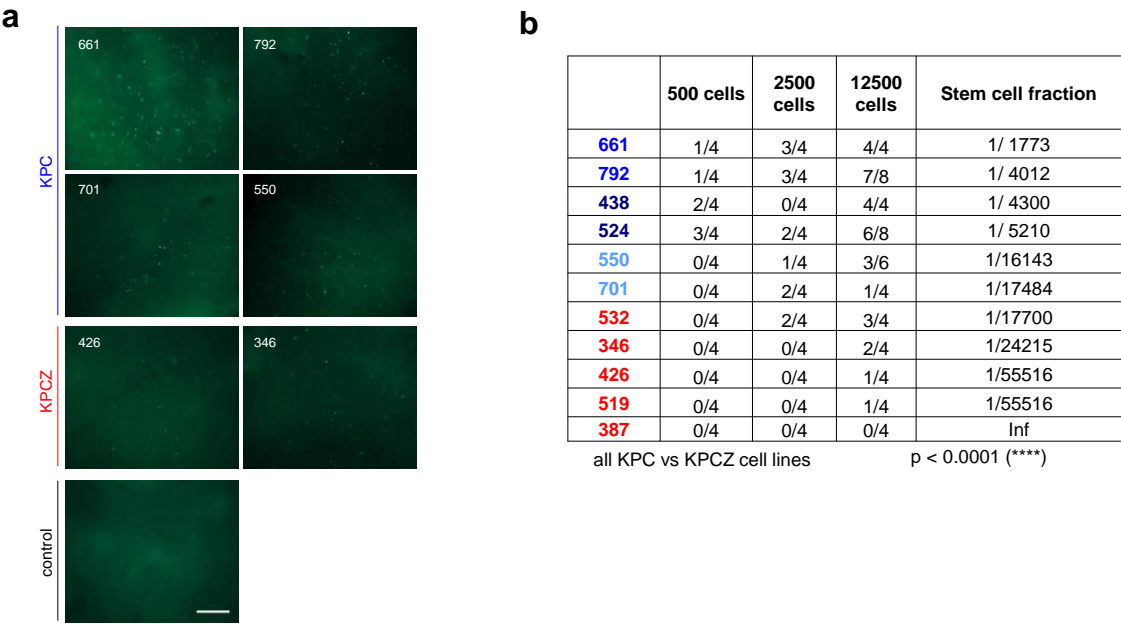 a
661
792
KPC
701
550
426
346
KPCZ
control
b
500 cells 2500 cells 12500 cells Stem cell fraction
661 1/4 3/4 4/4 1/ 1773
792 1/4 3/4 7/8 1/ 4012
438 2/4 0/4 4/4 1/ 4300
524 3/4 2/4 6/8 1/ 5210
550 0/4 1/4 3/6 1/16143
701 0/4 2/4 1/4 1/17484
532 0/4 2/4 3/4 1/17700
346 0/4 0/4 2/4 1/24215
426 0/4 0/4 1/4 1/55516
519 0/4 0/4 1/4 1/55516
387 0/4 0/4 0/4 Inf
all KPC vs KPCZ cell lines p < 0.0001 (****)